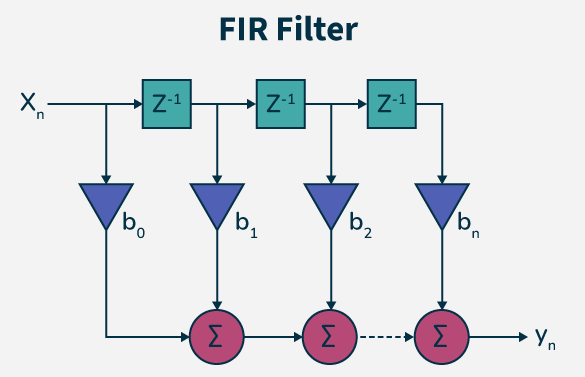 FIR Filter
Xn Z-1 Z-1 Z-1
b0 b1 b2 bn
Σ Σ Σ yn